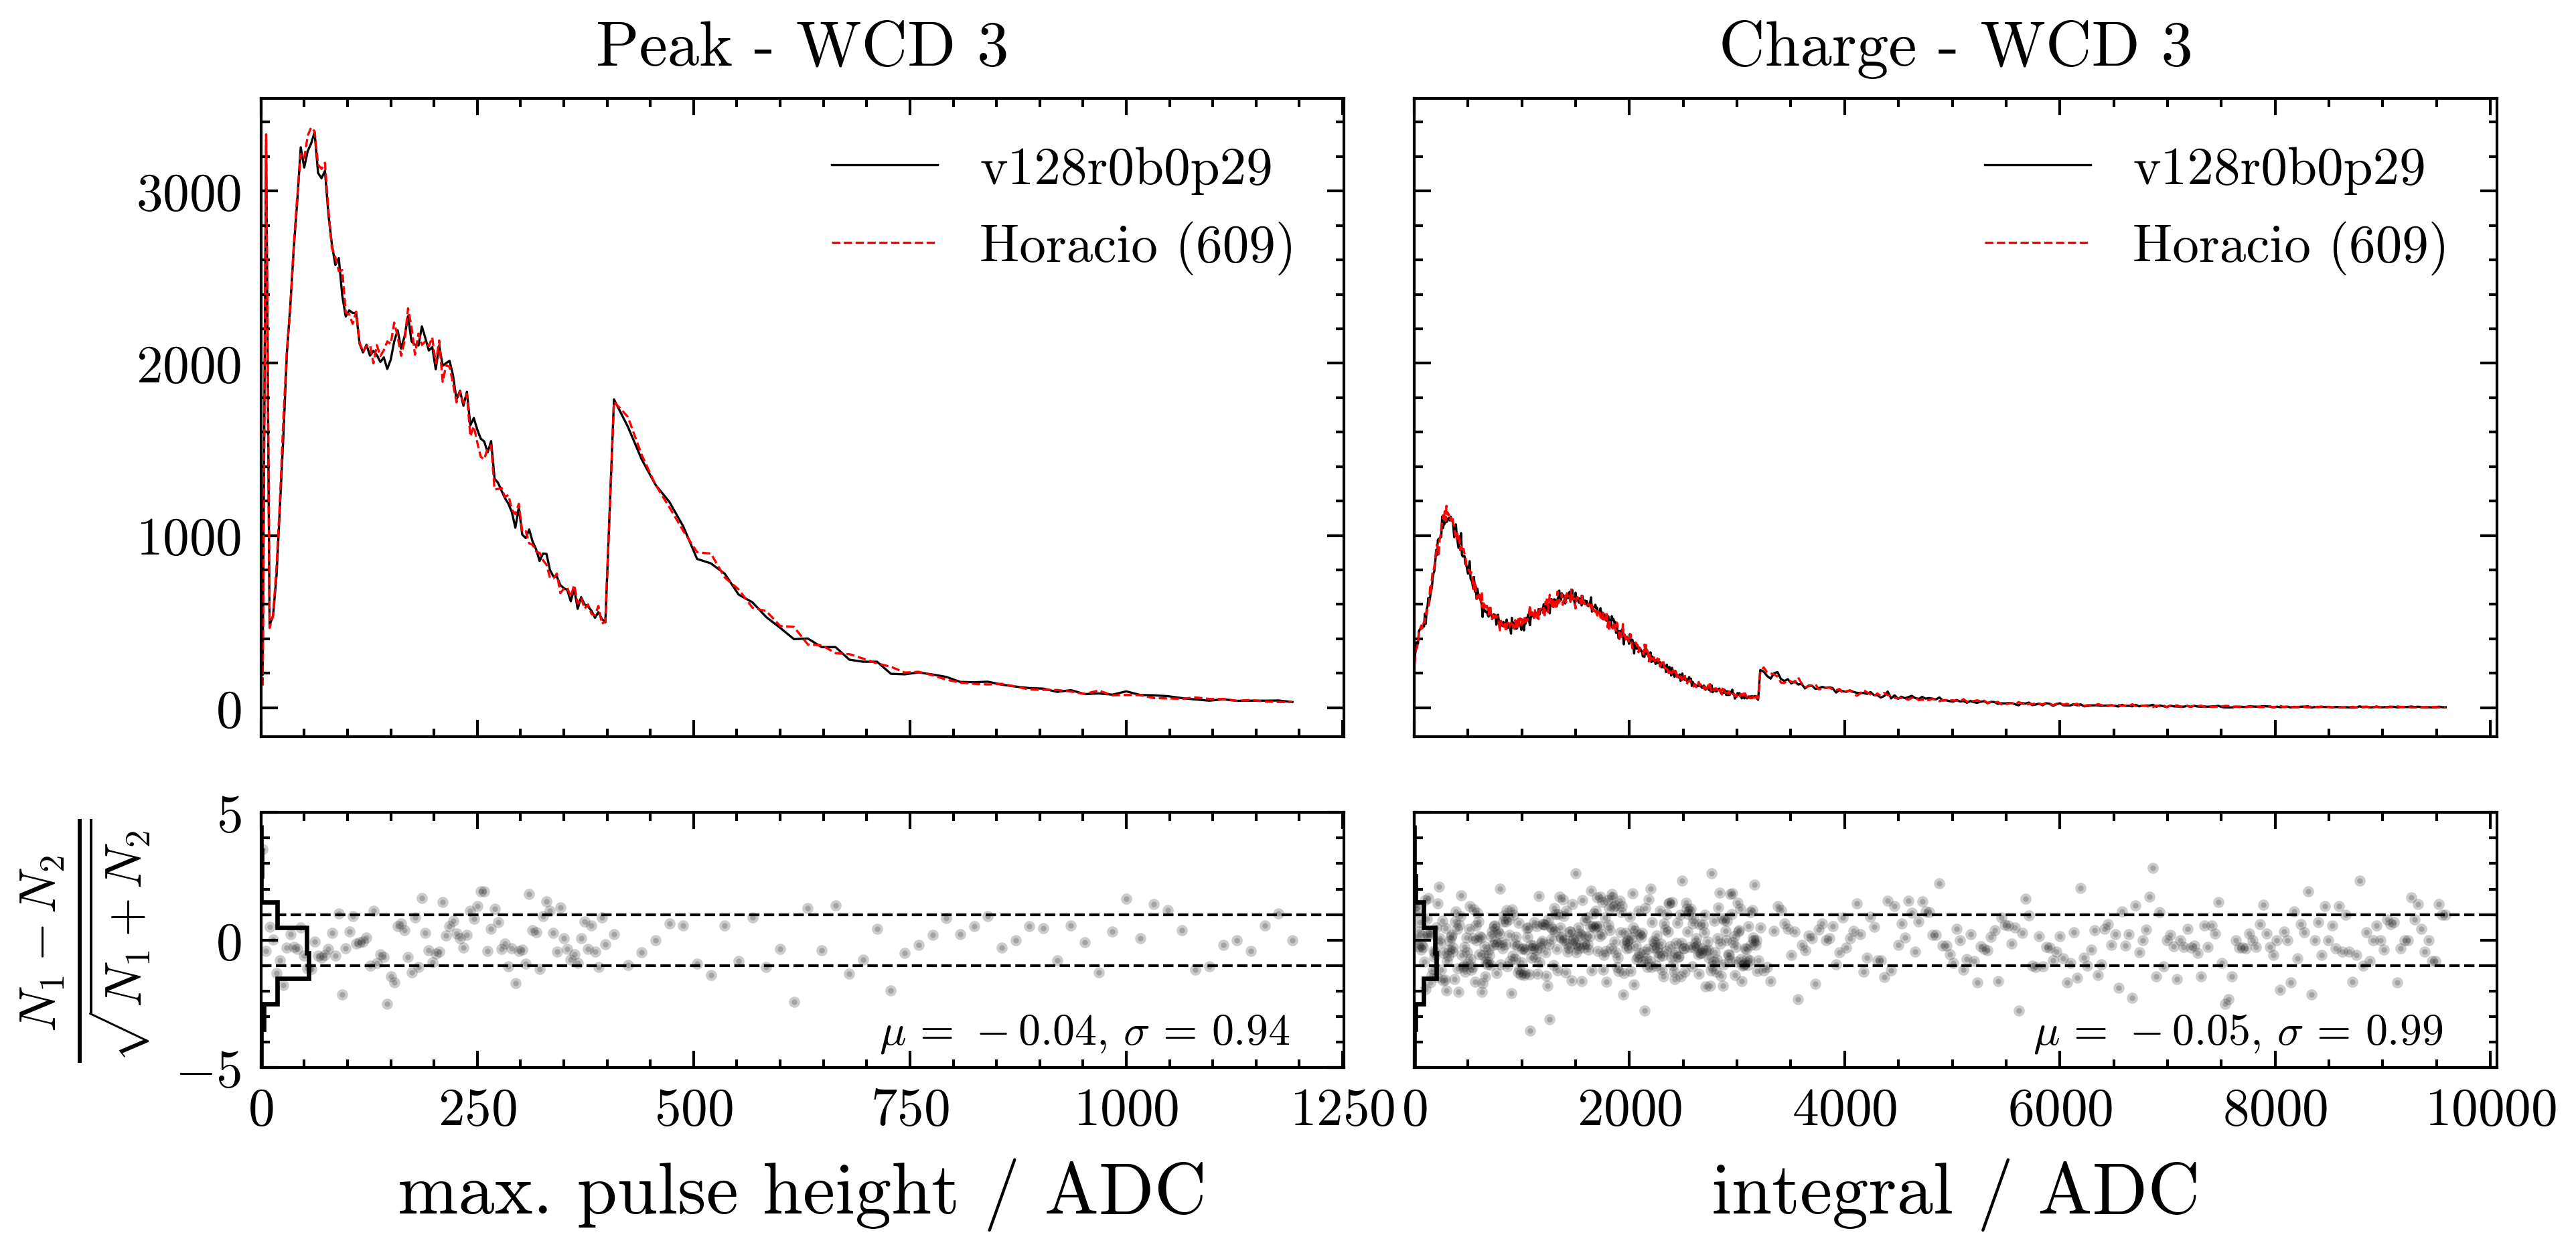 Peak - WCD 3
Charge - WCD 3
v128r0b0p29
Horacio (609)
v128r0b0p29
Horacio (609)
3000
2000
1000
0
5
0
−5
N₁ − N₂
√N₁ + N₂
μ = −0.04, σ = 0.94
μ = −0.05, σ = 0.99
0 250 500 750 1000 1250
0 2000 4000 6000 8000 10000
max. pulse height / ADC
integral / ADC